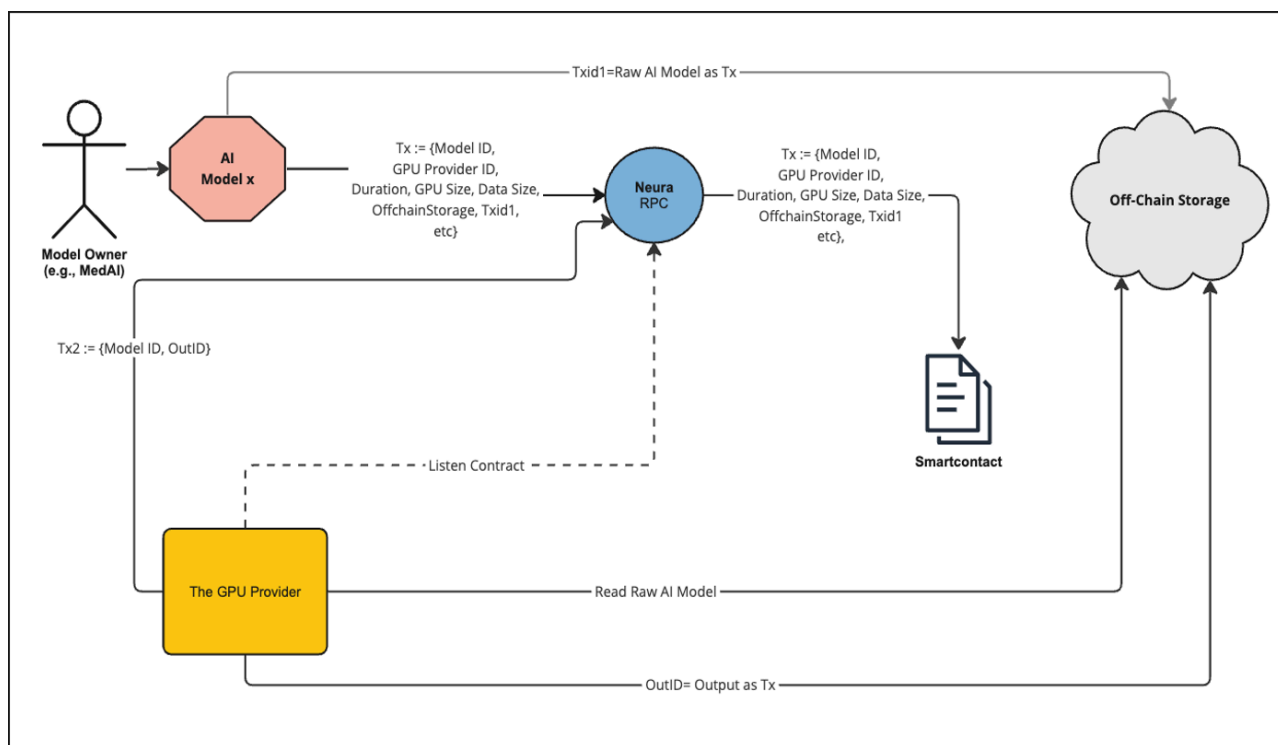 Txid1=Raw AI Model as Tx
AI
Model x
Model Owner
(e.g., MedAI)
Tx := {Model ID,
GPU Provider ID,
Duration, GPU Size, Data Size,
OffchainStorage, Txid1,
etc}
Neura
RPC
Tx := {Model ID,
GPU Provider ID,
Duration, GPU Size, Data Size,
OffchainStorage, Txid1
etc},
Off-Chain Storage
Tx2 := {Model ID, OutID}
Smartcontact
Listen Contract
The GPU Provider
Read Raw AI Model
OutID= Output as Tx